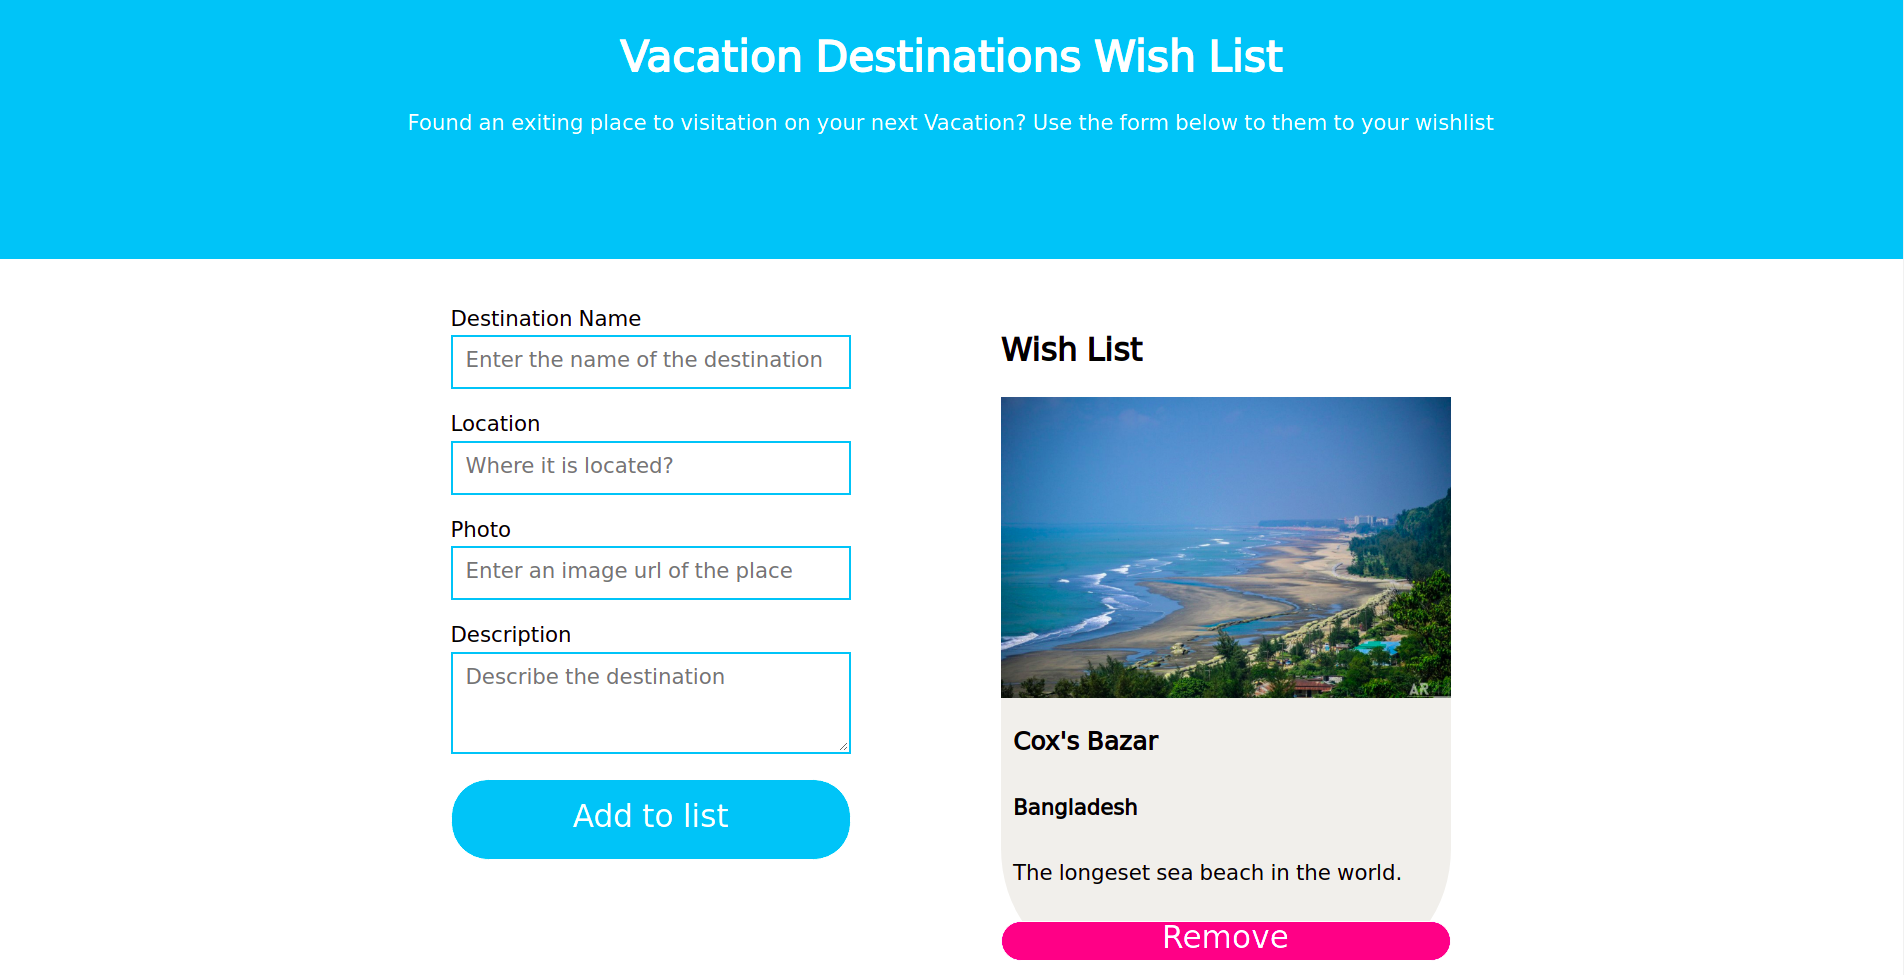 Vacation Destinations Wish List
Found an exiting place to visitation on your next Vacation? Use the form below to them to your wishlist
Destination Name
Enter the name of the destination
Location
Where it is located?
Photo
Enter an image url of the place
Description
Describe the destination
Add to list
Wish List
AR
Cox's Bazar
Bangladesh
The longeset sea beach in the world.
Remove